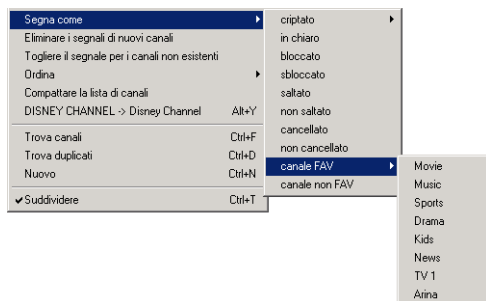 Segna come
Eliminare i segnali di nuovi canali
Togliere il segnale per i canali non esistenti
Ordina
Compattare la lista di canali
DISNEY CHANNEL -> Disney Channel Alt+Y
Trova canali Ctrl+F
Trova duplicati Ctrl+D
Nuovo Ctrl+N
Suddividere Ctrl+T
criptato
in chiaro
bloccato
sbloccato
saltato
non saltato
cancellato
non cancellato
canale FAV
canale non FAV
Movie
Music
Sports
Drama
Kids
News
TV 1
Arina